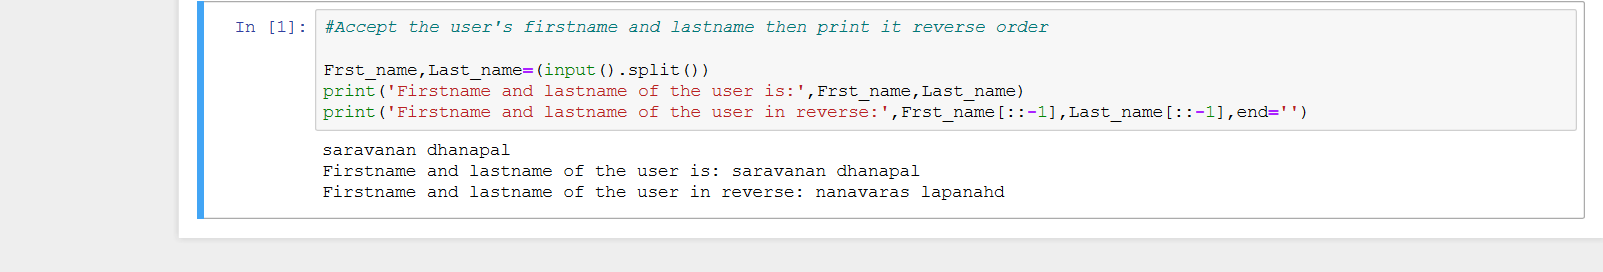 In [1]: #Accept the user's firstname and lastname then print it reverse order
Frst_name,Last_name=(input().split())
print('Firstname and lastname of the user is:',Frst_name,Last_name)
print('Firstname and lastname of the user in reverse:',Frst_name[::-1],Last_name[::-1],end='')
saravanan dhanapal
Firstname and lastname of the user is: saravanan dhanapal
Firstname and lastname of the user in reverse: nanavaras lapanahd